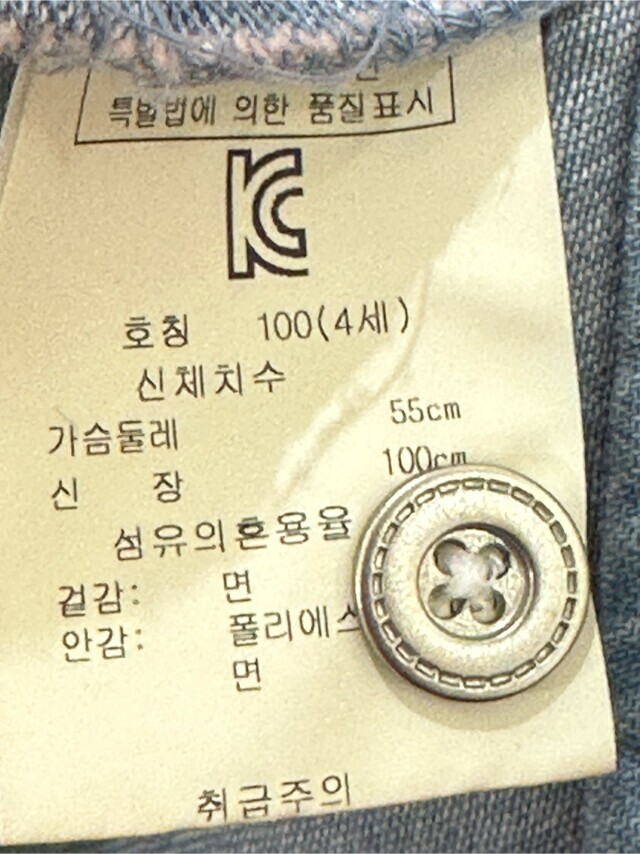 특별법에 의한 품질표시
KC
호칭 100(4세)
신체치수
가슴둘레 55cm
신 장 100cm
섬유의혼용율
겉감: 면
안감: 폴리에스
면
취급주의